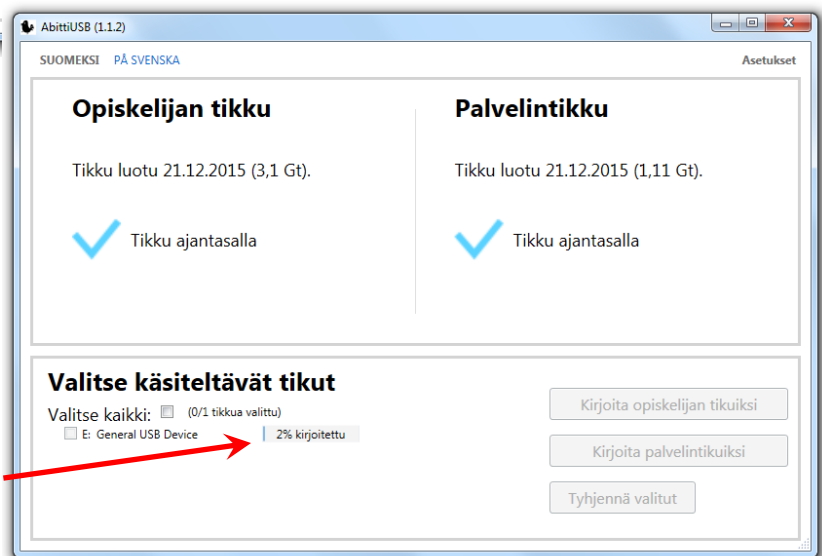 AbittiUSB (1.1.2)
SUOMEKSI PÅ SVENSKA Asetukset
Opiskelijan tikku
Tikku luotu 21.12.2015 (3,1 Gt).
Tikku ajantasalla
Palvelintikku
Tikku luotu 21.12.2015 (1,11 Gt).
Tikku ajantasalla
Valitse käsiteltävät tikut
Valitse kaikki: (0/1 tikkua valittu)
E: General USB Device 2% kirjoitettu
Kirjoita opiskelijan tikuiksi
Kirjoita palvelintikuiksi
Tyhjennä valitut